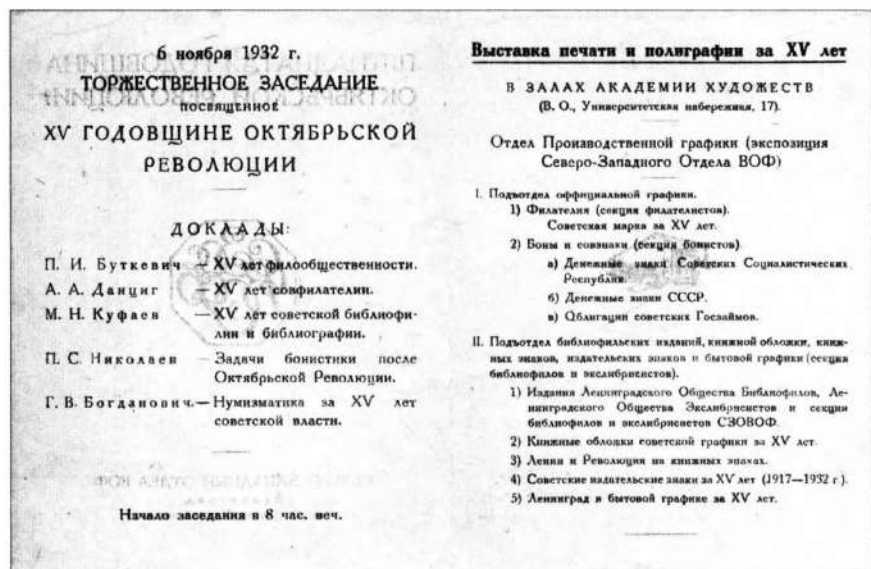 6 ноября 1932 г.
ТОРЖЕСТВЕННОЕ ЗАСЕДАНИЕ
ПОСВЯЩЕННОЕ
XV ГОДОВЩИНЕ ОКТЯБРЬСКОЙ
РЕВОЛЮЦИИ
ДОКЛАДЫ:
П. И. Буткевич — XV лет филообщественности.
А. А. Данциг — XV лет совфилателии.
М. Н. Куфаев — XV лет советской библиофи-
лии и библиографии.
П. С. Николаев — Задачи бонистики после
Октябрьской Революции.
Г. В. Богданович. — Нумизматика за XV лет
советской власти.
Начало заседания в 8 час. веч.
Выставка печати и полиграфии за XV лет
В ЗАЛАХ АКАДЕМИИ ХУДОЖЕСТВ
(В. О., Университетская набережная, 17).
Отдел Производственной графики (экспозиция
Северо-Западного Отдела ВОФ)
I. Подъотдел оффициальной графики.
1) Филателия (секция филателистов).
Советская марка за XV лет.
2) Боны и совзнаки (секция бонистов)
а) Денежные знаки Советских Социалистических
Республик.
б) Денежные знаки СССР.
в) Облигации советских Госзаймов.
II. Подъотдел библиофильских изданий, книжной обложки, книж-
ных знаков, издательских знаков и бытовой графики (секция
библиофилов и экслибрисистов).
1) Издания Ленинградского Общества Библиофилов, Ле-
нинградского Общества Экслибрисистов и секции
библиофилов и экслибрисистов СЗОВОФ.
2) Книжные обложки советской графики за XV лет.
3) Ленин и Революция на книжных знаках.
4) Советские издательские знаки за XV лет (1917—1932 г.).
5) Ленинград в бытовой графике за XV лет.